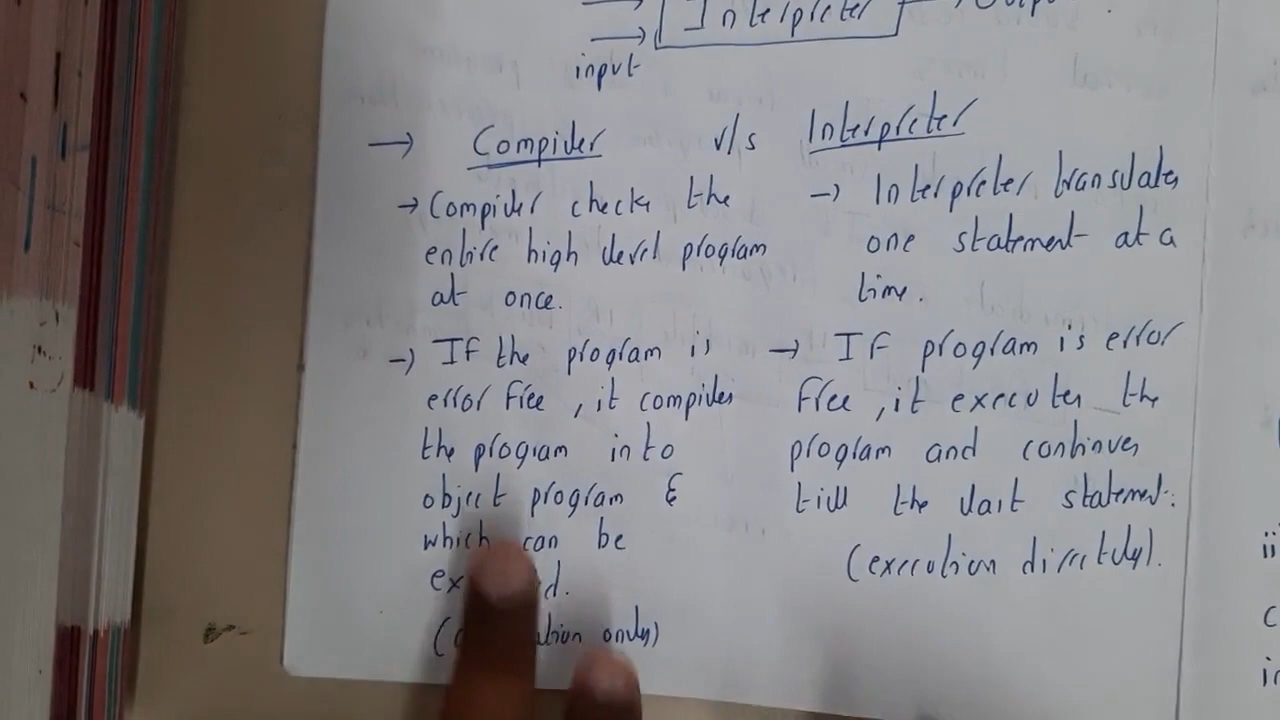 Interpreter
input
→ Compiler v/s Interpreter
→ Compiler checks the
entire high level program
at once.
→ If the program is
error free, it compiles
the program into
object program &
which can be
(only)
→ Interpreter translates
one statement at a
time.
→ If program is error
free, it executes the
program and continues
till the last statement.
(execution directly).